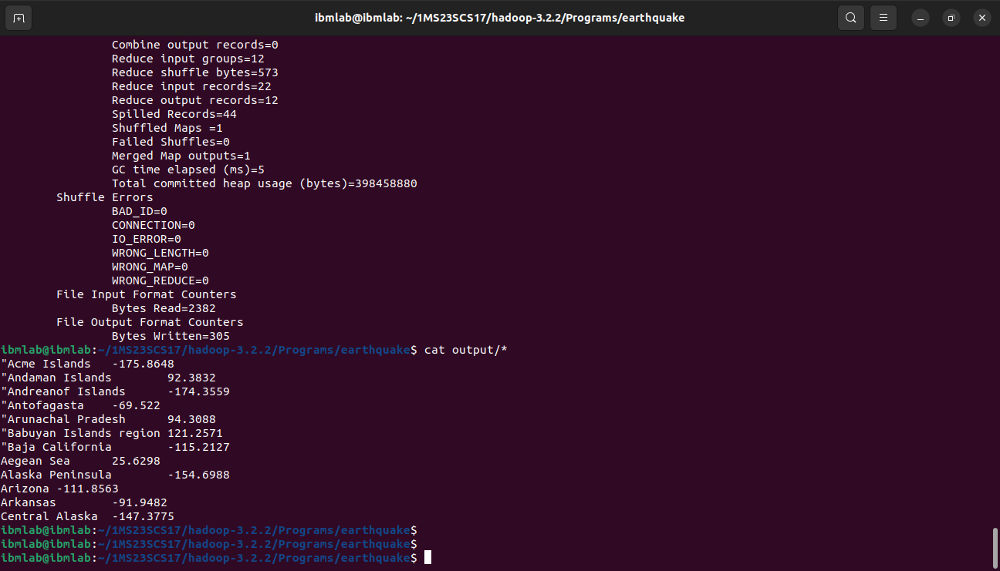 ibmlab@ibmlab: ~/1MS23SCS17/hadoop-3.2.2/Programs/earthquake
Combine output records=0
Reduce input groups=12
Reduce shuffle bytes=573
Reduce input records=22
Reduce output records=12
Spilled Records=44
Shuffled Maps =1
Failed Shuffles=0
Merged Map outputs=1
GC time elapsed (ms)=5
Total committed heap usage (bytes)=398458880
Shuffle Errors
BAD_ID=0
CONNECTION=0
IO_ERROR=0
WRONG_LENGTH=0
WRONG_MAP=0
WRONG_REDUCE=0
File Input Format Counters
Bytes Read=2382
File Output Format Counters
Bytes Written=305
ibmlab@ibmlab:~/1MS23SCS17/hadoop-3.2.2/Programs/earthquake$ cat output/*
"Acme Islands -175.8648
"Andaman Islands 92.3832
"Andreanof Islands -174.3559
"Antofagasta -69.522
"Arunachal Pradesh 94.3088
"Babuyan Islands region 121.2571
"Baja California -115.2127
Aegean Sea 25.6298
Alaska Peninsula -154.6988
Arizona -111.8563
Arkansas -91.9482
Central Alaska -147.3775
ibmlab@ibmlab:~/1MS23SCS17/hadoop-3.2.2/Programs/earthquake$
ibmlab@ibmlab:~/1MS23SCS17/hadoop-3.2.2/Programs/earthquake$
ibmlab@ibmlab:~/1MS23SCS17/hadoop-3.2.2/Programs/earthquake$